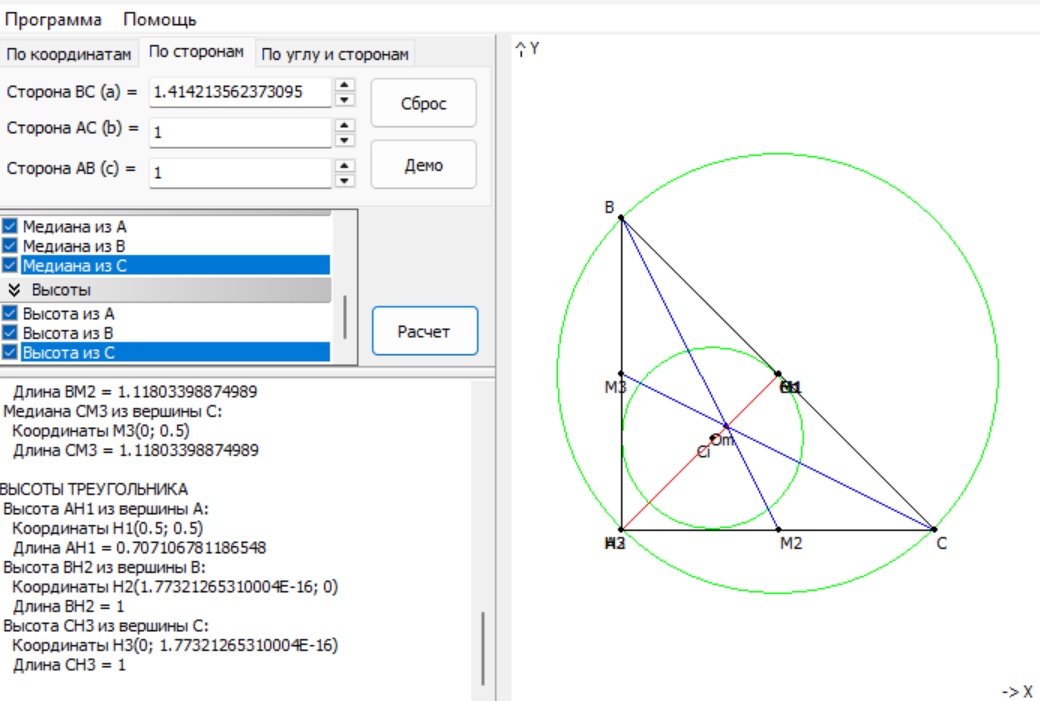 Программа Помощь
По координатам По сторонам По углу и сторонам
Сторона BC (a) = 1.414213562373095
Сброс
Сторона AC (b) = 1
Сторона AB (c) = 1
Демо
Медиана из A
Медиана из B
Медиана из C
Высоты
Высота из A
Высота из B
Высота из C
Расчет
Длина BM2 = 1.11803398874989
Медиана CM3 из вершины C:
Координаты M3(0; 0.5)
Длина CM3 = 1.11803398874989
ВЫСОТЫ ТРЕУГОЛЬНИКА
Высота AH1 из вершины A:
Координаты H1(0.5; 0.5)
Длина AH1 = 0.707106781186548
Высота BH2 из вершины B:
Координаты H2(1.77321265310004E-16; 0)
Длина BH2 = 1
Высота CH3 из вершины C:
Координаты H3(0; 1.77321265310004E-16)
Длина CH3 = 1
Y
B
M3
Om
Ci
M2
C
-> X